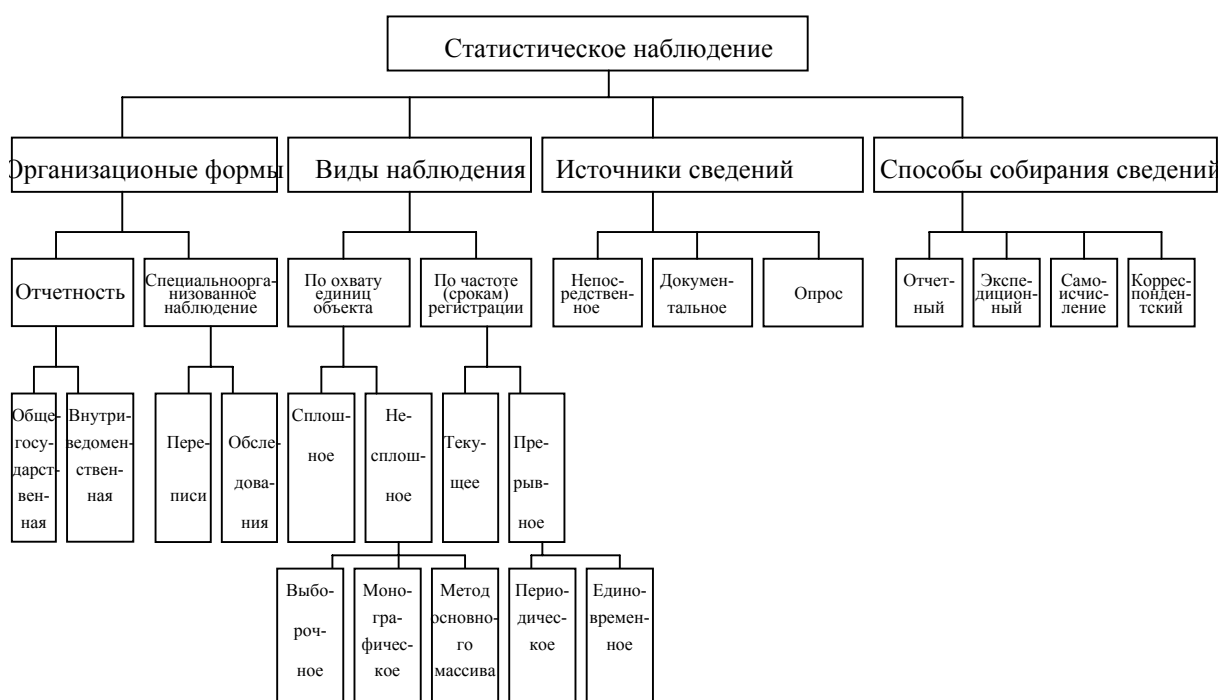 Статистическое наблюдение
Организационые формы
Виды наблюдения
Источники сведений
Способы собирания сведений
Отчетность
Специальноорга-
низованное
наблюдение
По охвату
единиц
объекта
По частоте
(срокам)
регистрации
Непос-
редствен-
ное
Докумен-
тальное
Опрос
Отчет-
ный
Экспе-
дицион-
ный
Само-
исчис-
ление
Коррес-
понден-
тский
Обще-
госу-
дарст-
вен-
ная
Внутри-
ведомен-
ствен-
ная
Пере-
писи
Обсле-
дова-
ния
Сплош-
ное
Не-
сплош-
ное
Теку-
щее
Пре-
рыв-
ное
Выбо-
роч-
ное
Моно-
гра-
фичес-
кое
Метод
основно-
го
массива
Перио-
дичес-
кое
Едино-
времен-
ное